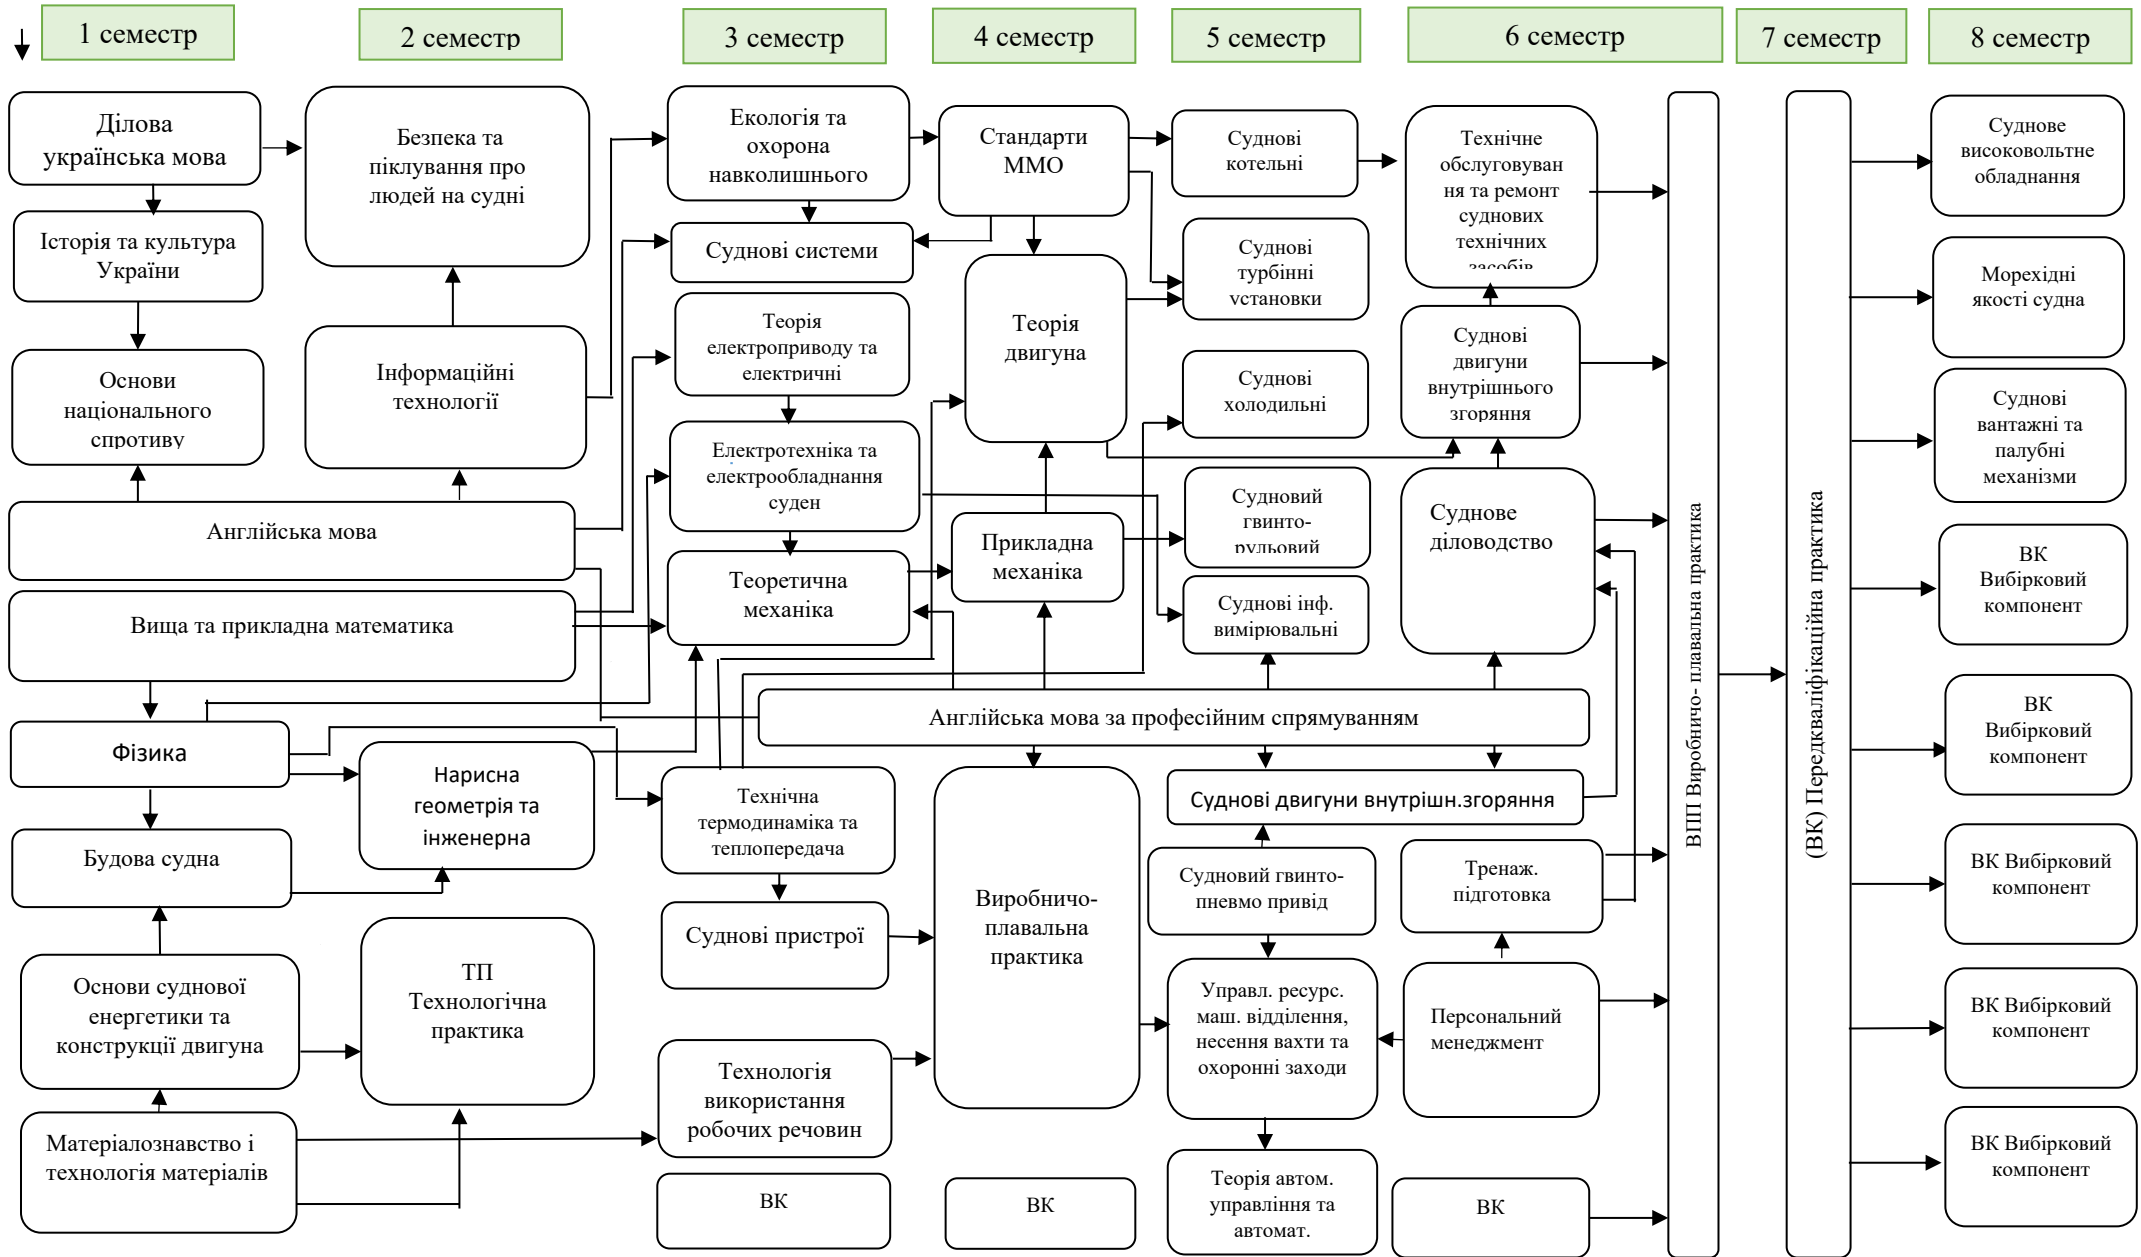 1 семестр
2 семестр
3 семестр
4 семестр
5 семестр
6 семестр
7 семестр
8 семестр
Ділова
українська мова
Історія та культура
України
Основи
національного
спротиву
Англійська мова
Вища та прикладна математика
Фізика
Будова судна
Основи суднової
енергетики та
конструкції двигуна
Матеріалознавство і
технологія матеріалів
Безпека та
піклування про
людей на судні
Інформаційні
технології
Нарисна
геометрія та
інженерна
ТП
Технологічна
практика
Екологія та
охорона
навколишнього
Суднові системи
Теорія
електроприводу та
електричні
Електротехніка та
електрообладнання
суден
Теоретична
механіка
Технічна
термодинаміка та
теплопередача
Суднові пристрої
Технологія
використання
робочих речовин
ВК
Стандарти
ММО
Теорія
двигуна
Прикладна
механіка
Англійська мова за професійним спрямуванням
Виробничо-
плавальна
практика
ВК
Суднові
котельні
Суднові
турбінні
установки
Суднові
холодильні
Судновий
гвинто-
рульовий
Суднові інф.
вимірювальні
Суднові двигуни внутрішн.згоряння
Судновий гвинто-
пневмо привід
Управл. ресурс.
маш. відділення,
несення вахти та
охоронні заходи
Теорія автом.
управління та
автомат.
Технічне
обслуговуван
ня та ремонт
суднових
технічних
засобів
Суднові
двигуни
внутрішнього
згоряння
Суднове
діловодство
Тренаж.
підготовка
Персональний
менеджмент
ВК
ВПП Виробничо- плавальна практика
(ВК) Передкваліфікаційна практика
Суднове
високовольтне
обладнання
Морехідні
якості судна
Суднові
вантажні та
палубні
механізми
ВК
Вибірковий
компонент
ВК
Вибірковий
компонент
ВК Вибірковий
компонент
ВК Вибірковий
компонент
ВК Вибірковий
компонент